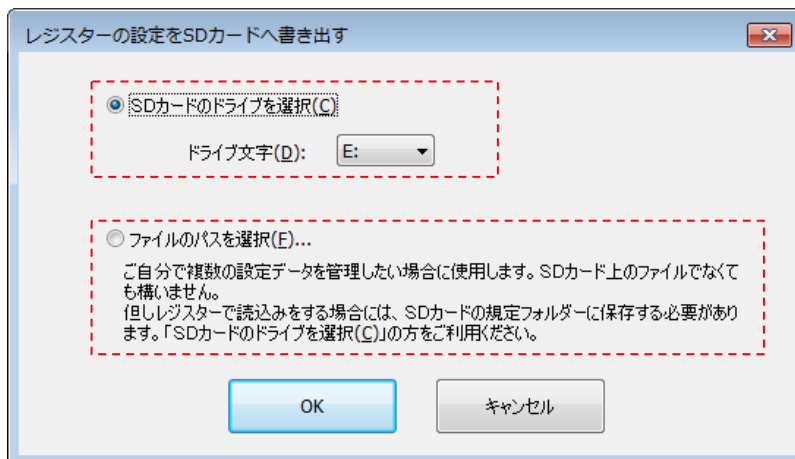 レジスターの設定をSDカードへ書き出す
SDカードのドライブを選択(C)
ドライブ文字(D): E:
ファイルのパスを選択(F)...
ご自分で複数の設定データを管理したい場合に使用します。SDカード上のファイルでなくて
も構いません。
但しレジスターで読込みをする場合には、SDカードの規定フォルダーに保存する必要があり
ます。「SDカードのドライブを選択(C)」の方をご利用ください。
OK キャンセル